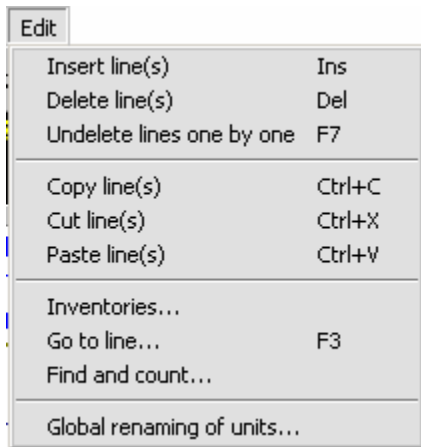 Edit
Insert line(s) Ins
Delete line(s) Del
Undelete lines one by one F7
Copy line(s) Ctrl+C
Cut line(s) Ctrl+X
Paste line(s) Ctrl+V
Inventories...
Go to line... F3
Find and count...
Global renaming of units...